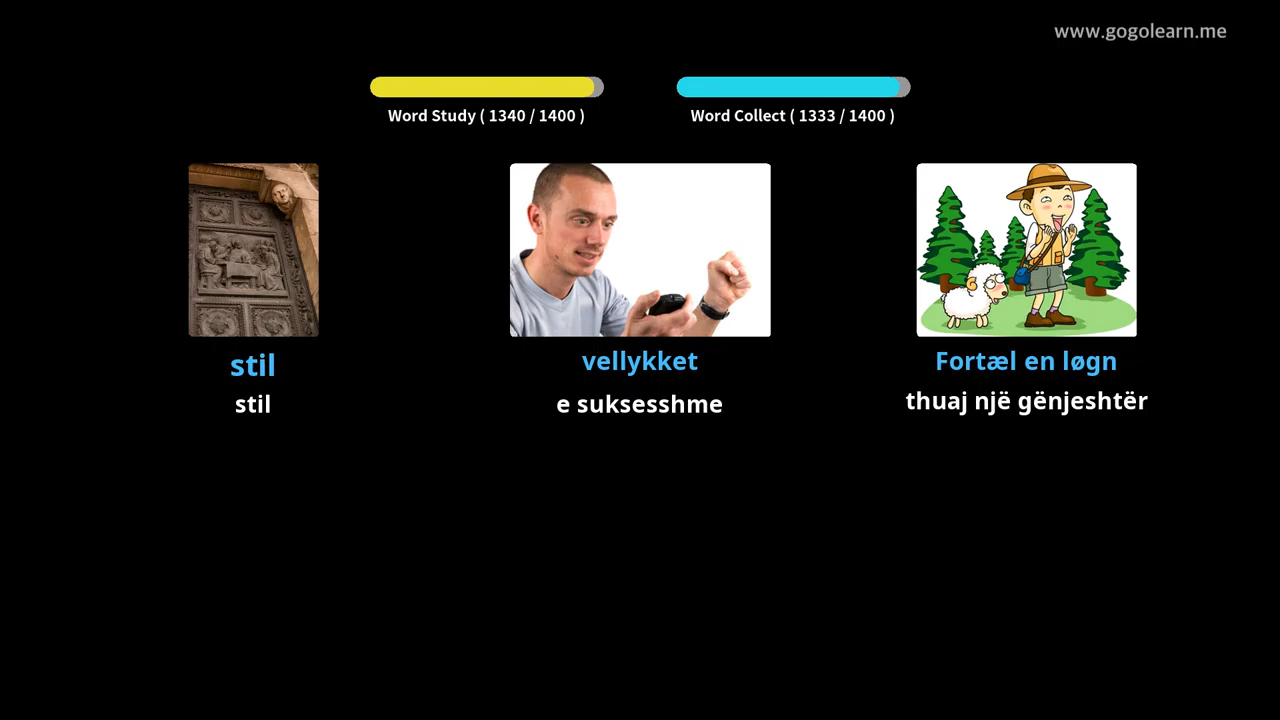 www.gogolearn.me
Word Study ( 1340 / 1400 )
Word Collect ( 1333 / 1400 )
stil
stil
vellykket
e suksesshme
Fortæl en løgn
thuaj një gënjeshtër